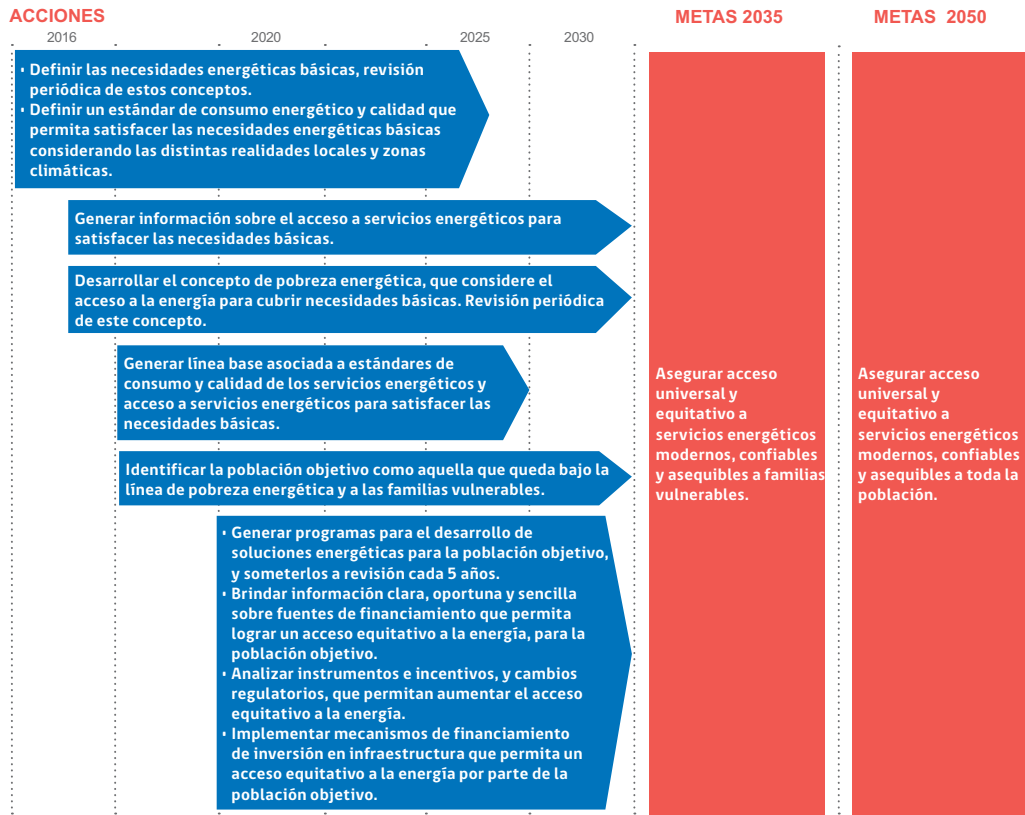 ACCIONES
METAS 2035
METAS 2050
2016
2020
2025
2030
• Definir las necesidades energéticas básicas, revisión
periódica de estos conceptos.
• Definir un estándar de consumo energético y calidad que
permita satisfacer las necesidades energéticas básicas
considerando las distintas realidades locales y zonas
climáticas.
Generar información sobre el acceso a servicios energéticos para
satisfacer las necesidades básicas.
Desarrollar el concepto de pobreza energética, que considere el
acceso a la energía para cubrir necesidades básicas. Revisión periódica
de este concepto.
Generar línea base asociada a estándares de
consumo y calidad de los servicios energéticos y
acceso a servicios energéticos para satisfacer las
necesidades básicas.
Identificar la población objetivo como aquella que queda bajo la
línea de pobreza energética y a las familias vulnerables.
• Generar programas para el desarrollo de
soluciones energéticas para la población objetivo,
y someterlos a revisión cada 5 años.
• Brindar información clara, oportuna y sencilla
sobre fuentes de financiamiento que permita
lograr un acceso equitativo a la energía, para la
población objetivo.
• Analizar instrumentos e incentivos, y cambios
regulatorios, que permitan aumentar el acceso
equitativo a la energía.
• Implementar mecanismos de financiamiento
de inversión en infraestructura que permita un
acceso equitativo a la energía por parte de la
población objetivo.
Asegurar acceso
universal y
equitativo a
servicios energéticos
modernos, confiables
y asequibles a familias
vulnerables.
Asegurar acceso
universal y
equitativo a
servicios energéticos
modernos, confiables
y asequibles a toda la
población.